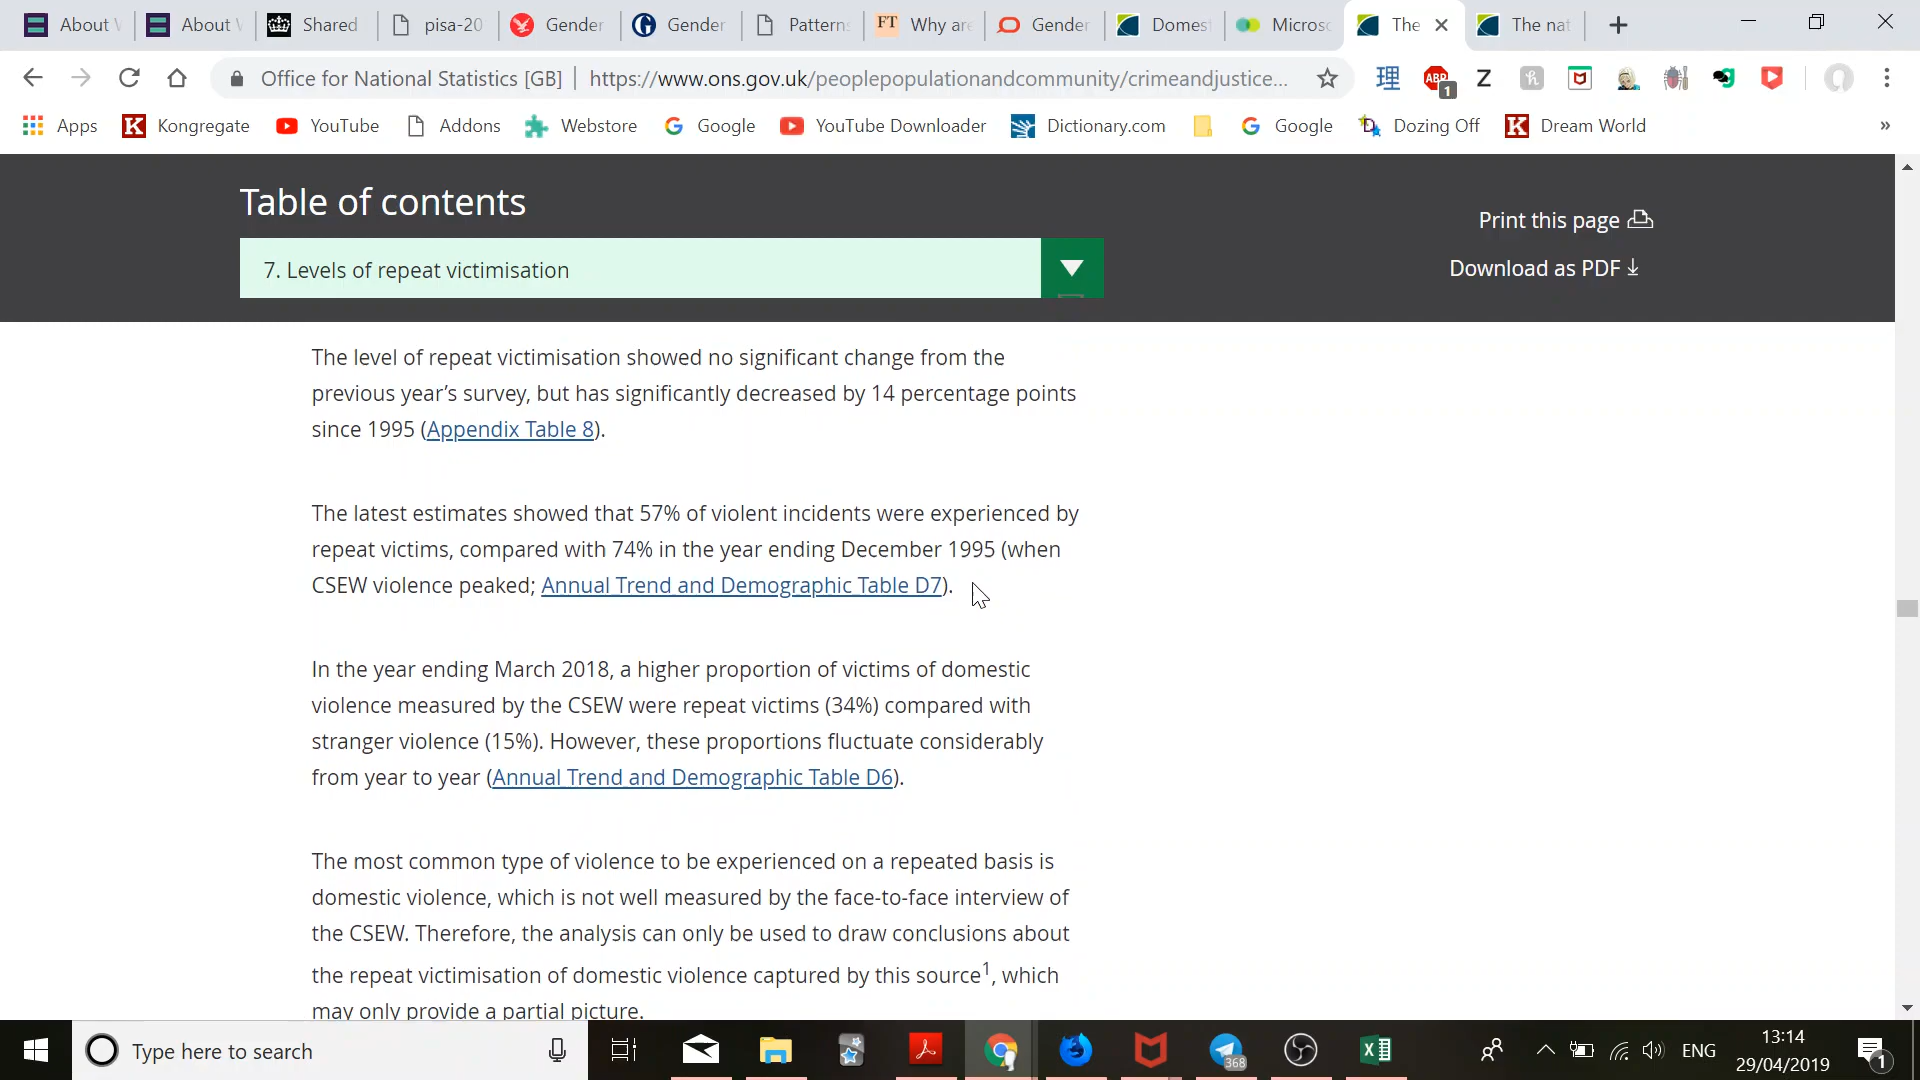 About V
About V
Shared
pisa-20
Gender
Gender
Pattern
FT Why are
Gender
Domest
Microso
The
The nat
Office for National Statistics [GB] | https://www.ons.gov.uk/peoplepopulationandcommunity/crimeandjustice...
理
ABP
1
Z
h
Apps
Kongregate
YouTube
Addons
Webstore
Google
YouTube Downloader
Dictionary.com
Google
Dozing Off
Dream World
»
Table of contents
Print this page
7. Levels of repeat victimisation
Download as PDF
The level of repeat victimisation showed no significant change from the
previous year’s survey, but has significantly decreased by 14 percentage points
since 1995 (Appendix Table 8).
The latest estimates showed that 57% of violent incidents were experienced by
repeat victims, compared with 74% in the year ending December 1995 (when
CSEW violence peaked; Annual Trend and Demographic Table D7).
In the year ending March 2018, a higher proportion of victims of domestic
violence measured by the CSEW were repeat victims (34%) compared with
stranger violence (15%). However, these proportions fluctuate considerably
from year to year (Annual Trend and Demographic Table D6).
The most common type of violence to be experienced on a repeated basis is
domestic violence, which is not well measured by the face-to-face interview of
the CSEW. Therefore, the analysis can only be used to draw conclusions about
the repeat victimisation of domestic violence captured by this source1, which
may only provide a partial picture.
Type here to search
368
ENG
13:14
29/04/2019
1